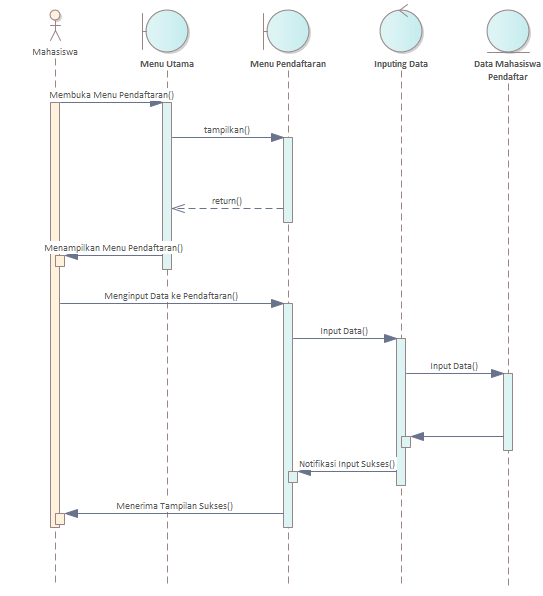 Mahasiswa
Menu Utama
Menu Pendaftaran
Inputing Data
Data Mahasiswa
Pendaftar
Membuka Menu Pendaftaran()
tampilkan()
return()
Menampilkan Menu Pendaftaran()
Menginput Data ke Pendaftaran()
Input Data()
Input Data()
Notifikasi Input Sukses()
Menerima Tampilan Sukses()